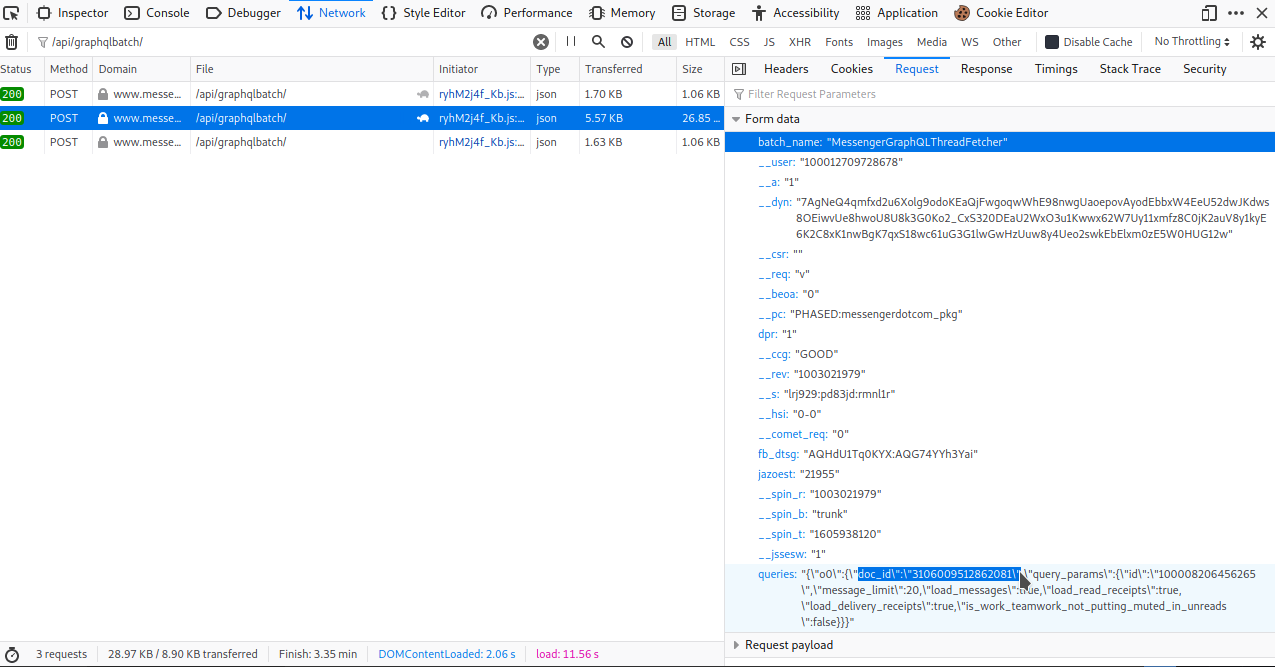 Inspector Console Debugger Network Style Editor Performance Memory Storage Accessibility Application Cookie Editor
/api/graphqlbatch/ All HTML CSS JS XHR Fonts Images Media WS Other Disable Cache No Throttling
Status Method Domain File Initiator Type Transferred Size
200 POST www.messe... /api/graphqlbatch/ ryhM2j4f_Kb.js:... json 1.70 KB 1.06 KB
200 POST www.messe... /api/graphqlbatch/ ryhM2j4f_Kb.js:... json 5.57 KB 26.85 ...
200 POST www.messe... /api/graphqlbatch/ ryhM2j4f_Kb.js:... json 1.63 KB 1.06 KB
Headers Cookies Request Response Timings Stack Trace Security
Filter Request Parameters
Form data
batch_name: "MessengerGraphQLThreadFetcher"
__user: "100012709728678"
__a: "1"
__dyn: "7AgNeQ4qmfxd2u6Xolg9odoKEaQjFwgoqwWhE98nwgUaoepovAyodEbbxW4EeU52dwJKdws
8OEiwvUe8hwoU8U8k3G0Ko2_CxS320DEaU2WxO3u1Kwwx62W7Uy11xmfz8C0jK2auV8y1kyE
6K2C8xK1nwBgK7qxS18wc61uG3G1lwGwHzUuw8y4Ueo2swkEbElxm0zE5W0HUG12w"
__csr: ""
__req: "v"
__beoa: "0"
__pc: "PHASED:messengerdotcom_pkg"
dpr: "1"
__ccg: "GOOD"
__rev: "1003021979"
__s: "lrj929:pd83jd:rmnl1r"
__hsi: "0-0"
__comet_req: "0"
fb_dtsg: "AQHdU1Tq0KYX:AQG74YYh3Yai"
jazoest: "21955"
__spin_r: "1003021979"
__spin_b: "trunk"
__spin_t: "1605938120"
__jssesw: "1"
queries: "{\"o0\":{\"doc_id\":\"3106009512862081\",\"query_params\":{\"id\":\"100008206456265
\",\"message_limit\":20,\"load_messages\":true,\"load_read_receipts\":true,
\"load_delivery_receipts\":true,\"is_work_teamwork_not_putting_muted_in_unreads
\":false}}}"
Request payload
3 requests 28.97 KB / 8.90 KB transferred Finish: 3.35 min DOMContentLoaded: 2.06 s load: 11.56 s